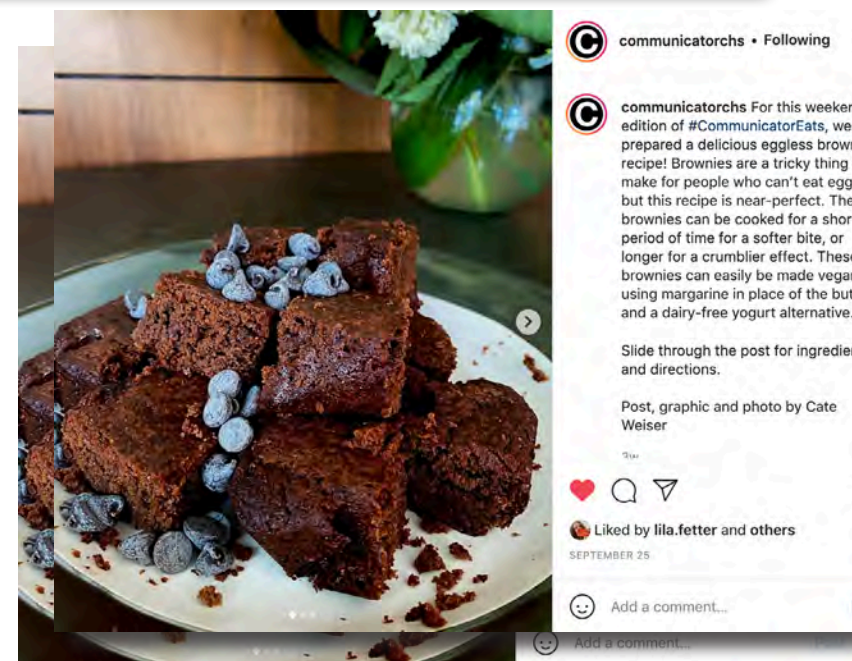 communicatorchs • Following
communicatorchs For this weeken
edition of #CommunicatorEats, we
prepared a delicious eggless brown
recipe! Brownies are a tricky thing
make for people who can't eat egg
but this recipe is near-perfect. The
brownies can be cooked for a shor
period of time for a softer bite, or
longer for a crumblier effect. These
brownies can easily be made vegan
using margarine in place of the but
and a dairy-free yogurt alternative.
Slide through the post for ingredien
and directions.
Post, graphic and photo by Cate
Weiser
Liked by lila.fetter and others
SEPTEMBER 25
Add a comment...
Add a comment...
Post